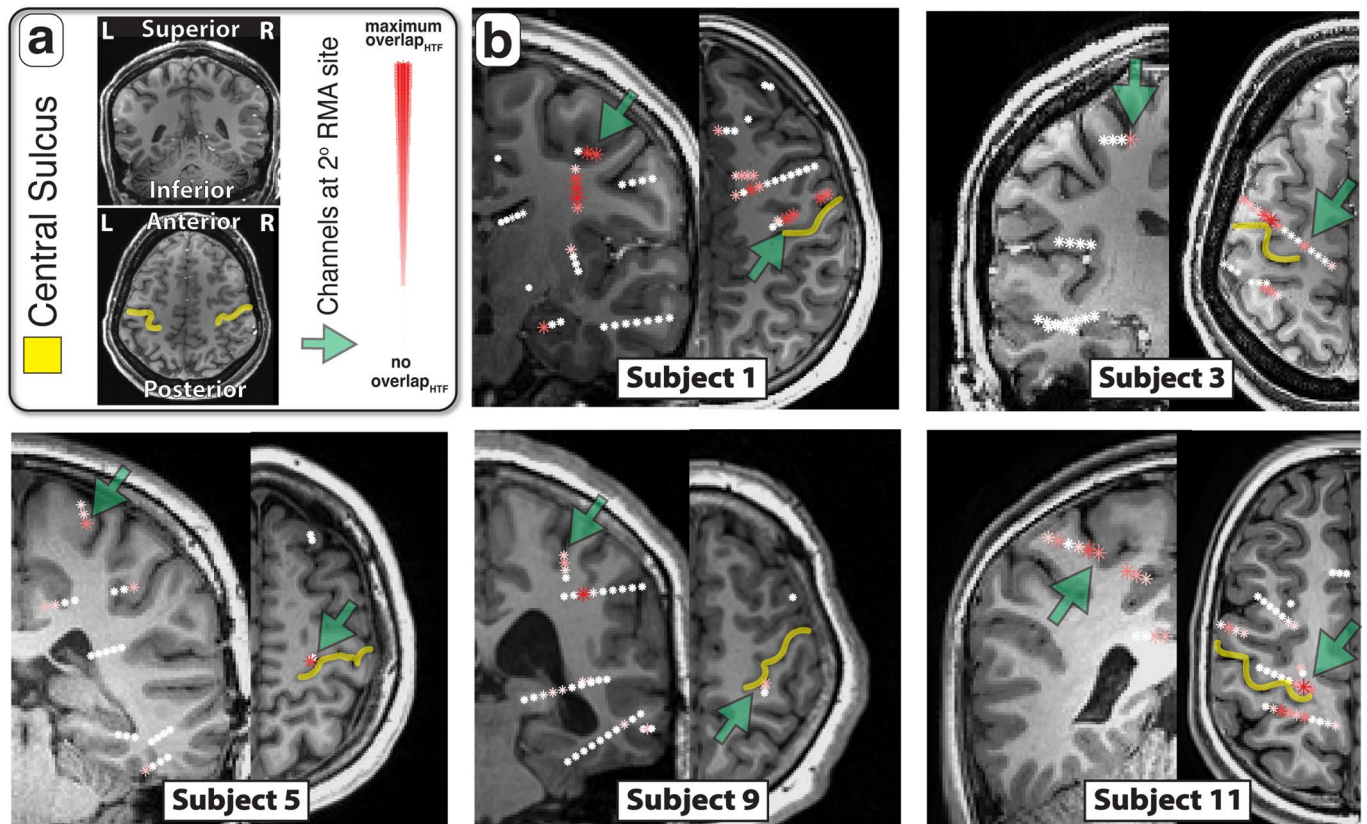 a
L Superior R
Inferior
Anterior
L R
Posterior
Central Sulcus
Channels at 2º RMA site
maximum
overlapHTF
no
overlapHTF
b
Subject 1
Subject 3
Subject 5
Subject 9
Subject 11